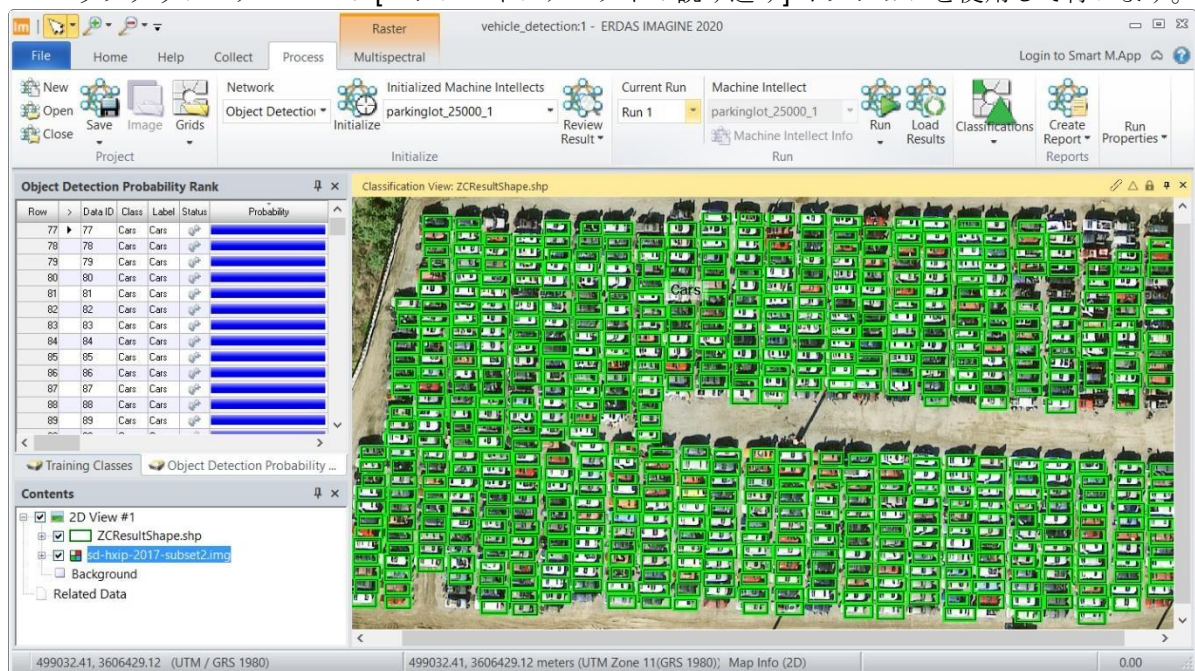 vehicle_detection:1 - ERDAS IMAGINE 2020
Raster
File Home Help Collect Process Multispectral
Login to Smart M.App
New
Open
Close
Save
Image
Grids
Project
Network
Object Detection
Initialize
Initialized Machine Intellects
parkinglot_25000_1
Review Result
Initialize
Current Run
Run 1
Machine Intellect
parkinglot_25000_1
Machine Intellect Info
Run
Load Results
Run
Classifications
Create Report
Reports
Run Properties
Object Detection Probability Rank
Row > Data ID Class Label Status Probability
77 77 Cars Cars
78 78 Cars Cars
79 79 Cars Cars
80 80 Cars Cars
81 81 Cars Cars
82 82 Cars Cars
83 83 Cars Cars
84 84 Cars Cars
85 85 Cars Cars
86 86 Cars Cars
87 87 Cars Cars
88 88 Cars Cars
89 89 Cars Cars
Training Classes
Object Detection Probability ...
Classification View: ZCResultShape.shp
Cars
Contents
2D View #1
ZCResultShape.shp
sd-hxip-2017-subset2.img
Background
Related Data
499032.41, 3606429.12 (UTM / GRS 1980)
499032.41, 3606429.12 meters (UTM Zone 11(GRS 1980)) Map Info (2D)
0.00